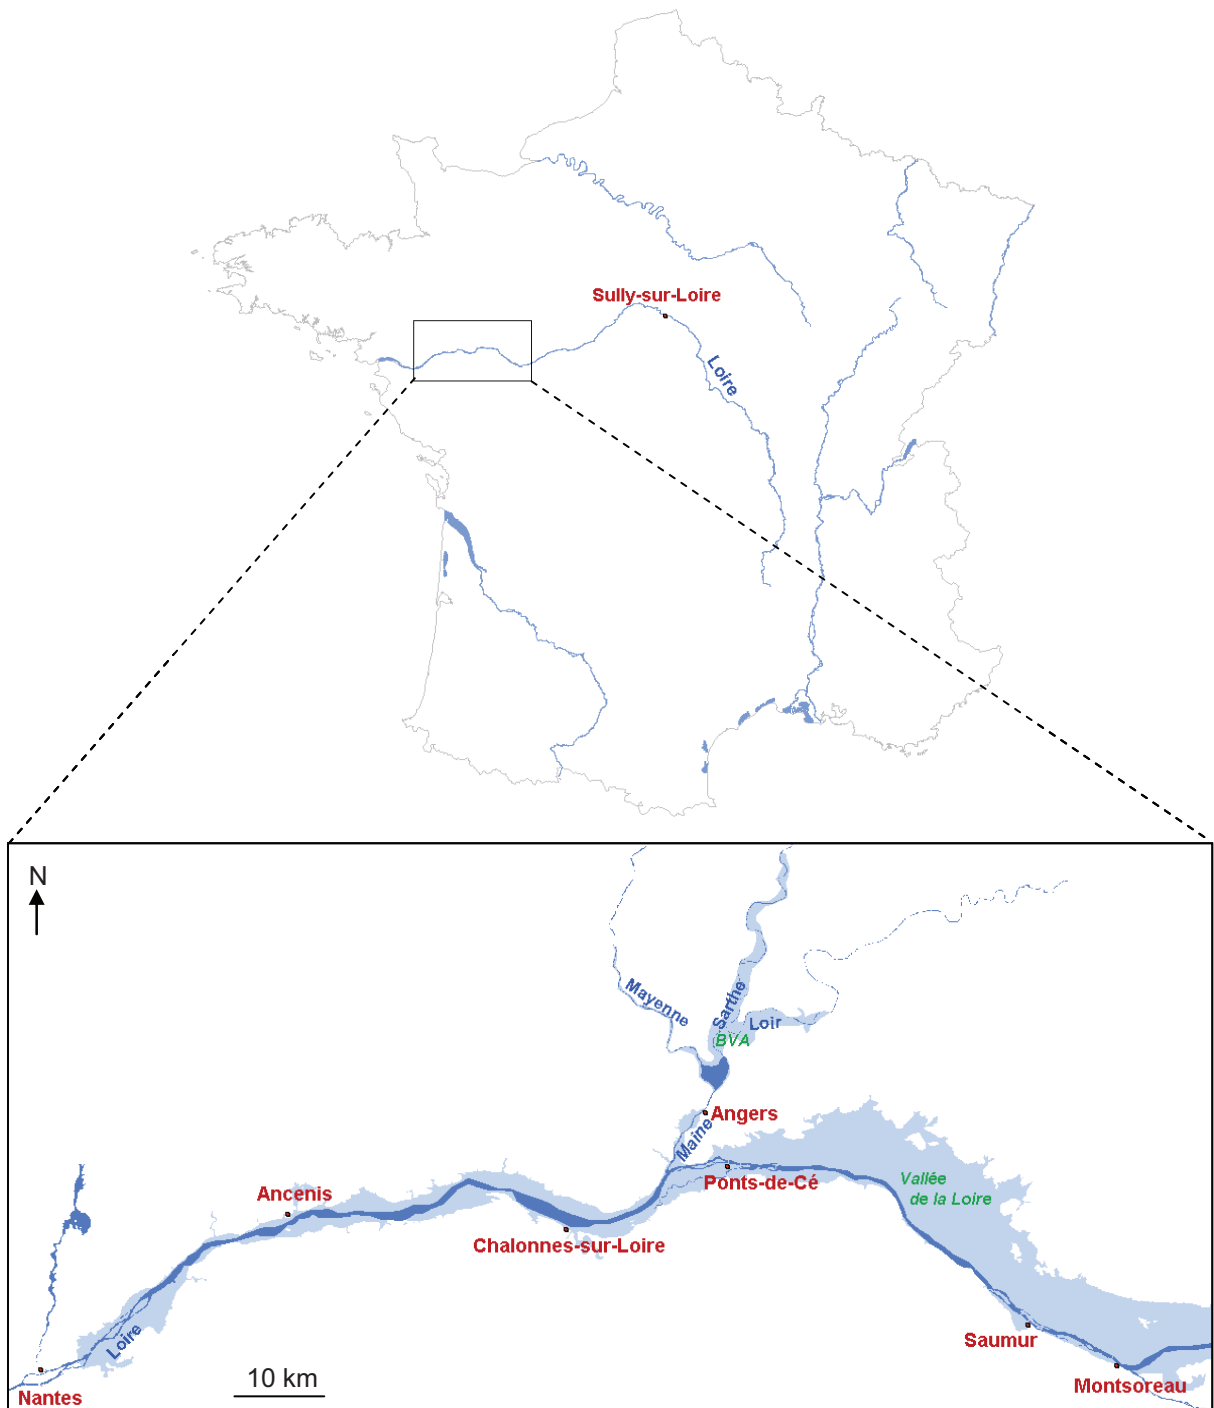 Sully-sur-Loire
Loire
N
Mayenne
Sarthe
Loir
BVA
Angers
Maine
Ponts-de-Cé
Vallée
de la Loire
Ancenis
Chalonnes-sur-Loire
Loire
Saumur
10 km
Montsoreau
Nantes